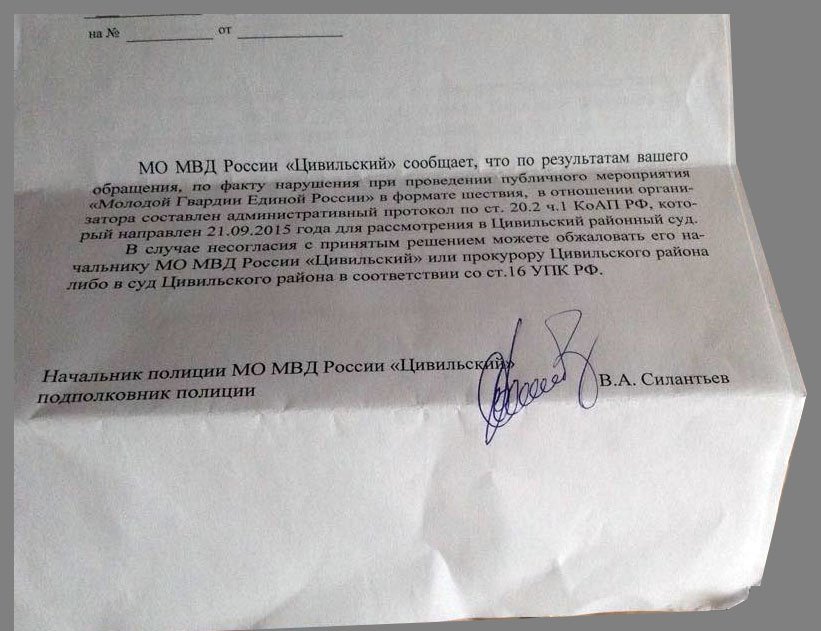 на № ____________ от ______________
МО МВД России «Цивильский» сообщает, что по результатам вашего
обращения, по факту нарушения при проведении публичного мероприятия
«Молодой Гвардии Единой России» в формате шествия, в отношении органи-
затора составлен административный протокол по ст. 20.2 ч.1 КоАП РФ, кото-
рый направлен 21.09.2015 года для рассмотрения в Цивильский районный суд.
В случае несогласия с принятым решением можете обжаловать его на-
чальнику МО МВД России «Цивильский» или прокурору Цивильского района
либо в суд Цивильского района в соответствии со ст.16 УПК РФ.
Начальник полиции МО МВД России «Цивильский»
подполковник полиции
В.А. Силантьев